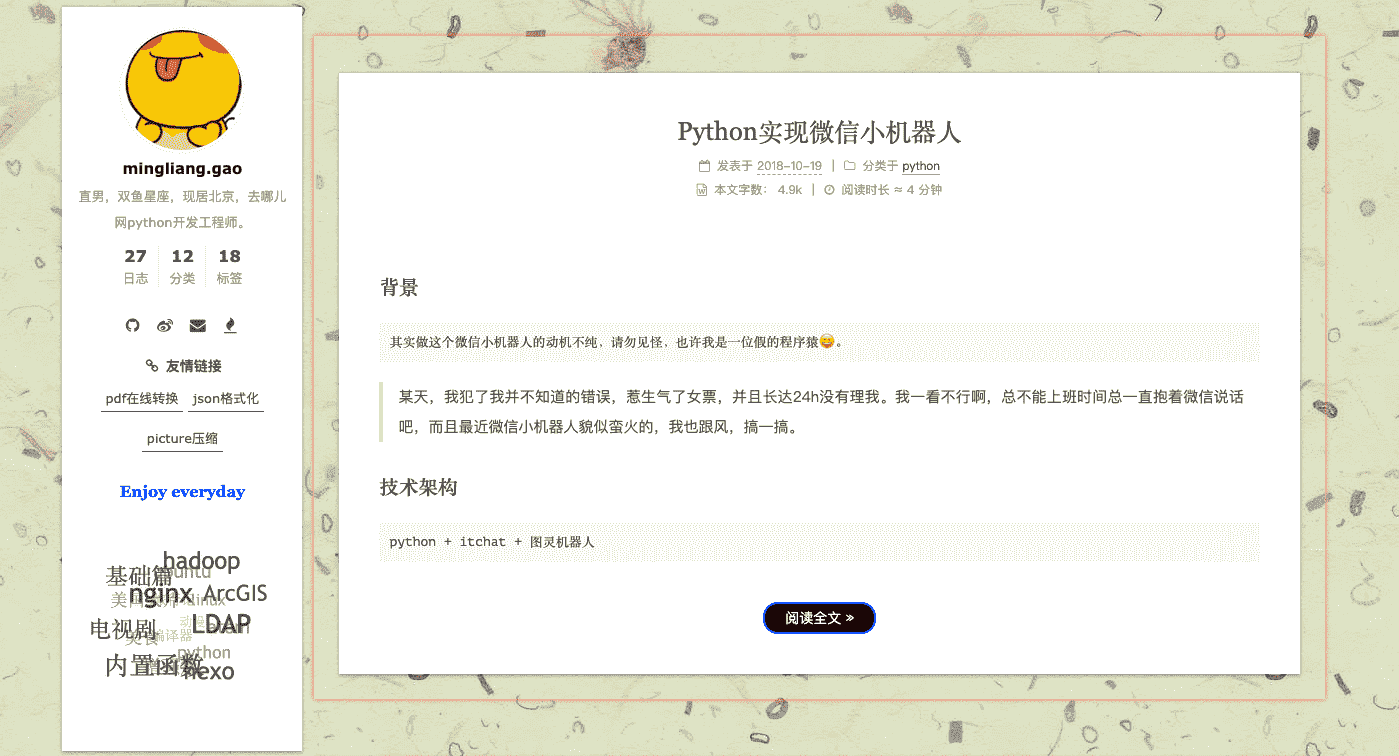 mingliang.gao
直男，双鱼星座，现居北京，去哪儿
网python开发工程师。
27 12 18
日志 分类 标签
友情链接
pdf在线转换 json格式化
picture压缩
Enjoy everyday
hadoop
基础篇
nginx ArcGIS
linux
动漫
电视剧 LDAP
美食 编译器
python
内置函数 hexo
Python实现微信小机器人
发表于 2018-10-19 | 分类于 python
本文字数： 4.9k | 阅读时长 ≈ 4 分钟
背景
其实做这个微信小机器人的动机不纯，请勿见怪，也许我是一位假的程序猿😄。
某天，我犯了我并不知道的错误，惹生气了女票，并且长达24h没有理我。我一看不行啊，总不能上班时间总一直抱着微信说话
吧，而且最近微信小机器人貌似蛮火的，我也跟风，搞一搞。
技术架构
python + itchat + 图灵机器人
阅读全文 »